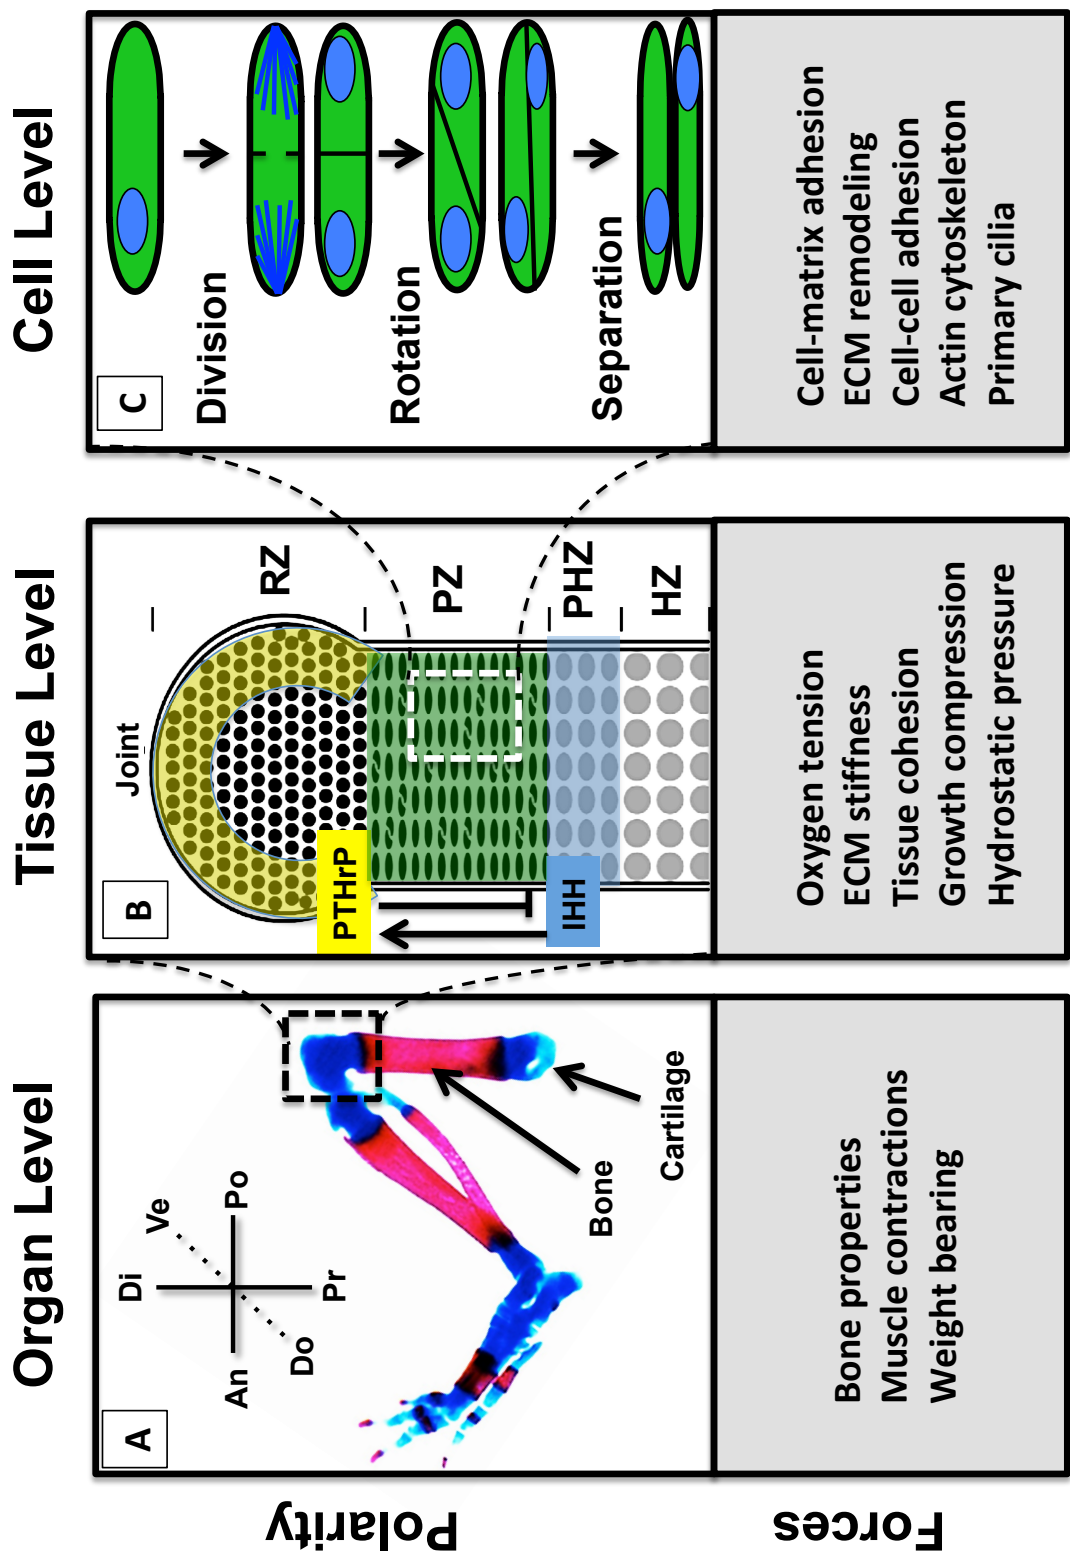 Organ Level
Tissue Level
Cell Level
Polarity
A
An
Po
Di
Pr
Ve
Do
Bone
Cartilage
B
Joint
RZ
PZ
PHZ
HZ
PTHrP
IHH
C
Division
Rotation
Separation
Forces
Bone properties
Muscle contractions
Weight bearing
Oxygen tension
ECM stiffness
Tissue cohesion
Growth compression
Hydrostatic pressure
Cell-matrix adhesion
ECM remodeling
Cell-cell adhesion
Actin cytoskeleton
Primary cilia